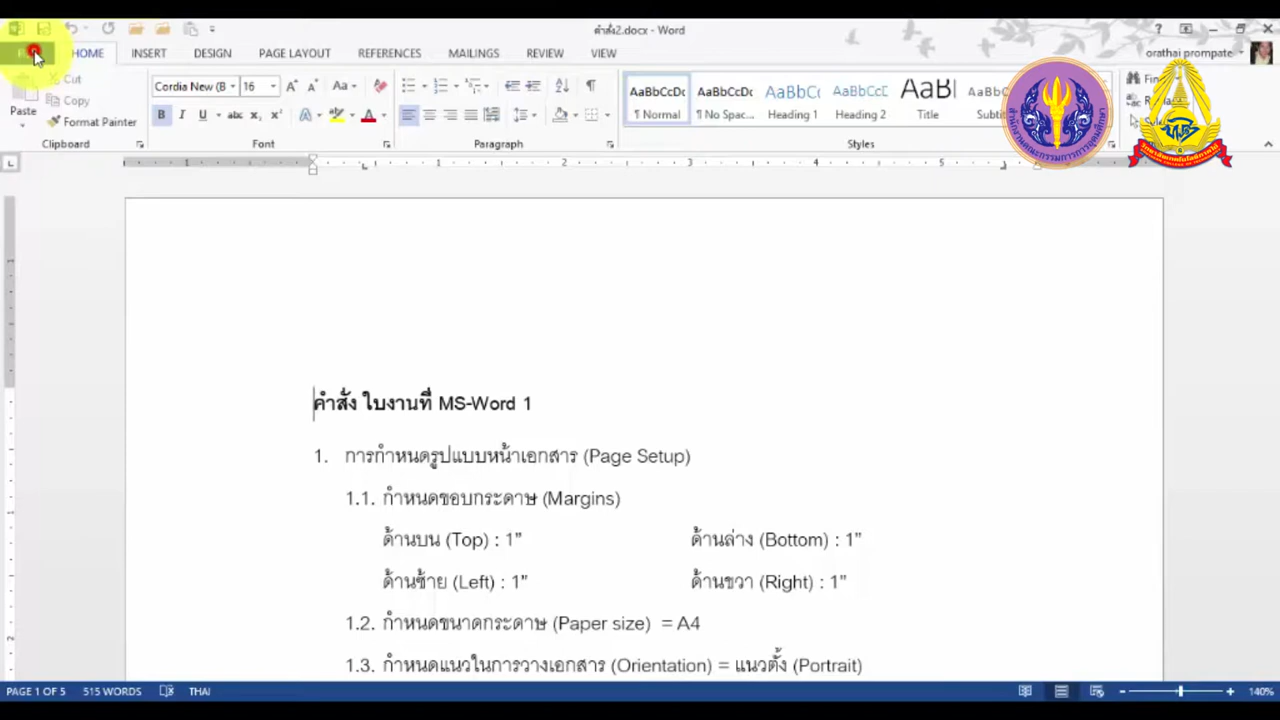 คำสั่ง2.docx - Word
HOME INSERT DESIGN PAGE LAYOUT REFERENCES MAILINGS REVIEW VIEW
orathai prompate
Cut
Copy
Format Painter
Paste
Clipboard
Cordia New (B 16
Font
Paragraph
AaBbCcDc AaBbCcDc AaBbC( AaBbCcE AaBl
¶ Normal ¶ No Spac... Heading 1 Heading 2 Title
Styles
คำสั่ง ใบงานที่ MS-Word 1
1. การกำหนดรูปแบบหน้าเอกสาร (Page Setup)
1.1. กำหนดขอบกระดาษ (Margins)
ด้านบน (Top) : 1” ด้านล่าง (Bottom) : 1”
ด้านซ้าย (Left) : 1” ด้านขวา (Right) : 1”
1.2. กำหนดขนาดกระดาษ (Paper size) = A4
1.3. กำหนดแนวในการวางเอกสาร (Orientation) = แนวตั้ง (Portrait)
PAGE 1 OF 5 515 WORDS THAI 140%